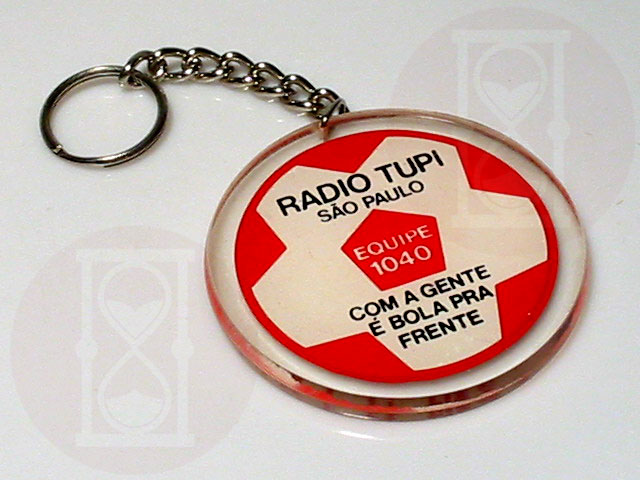 RADIO TUPI
SÃO PAULO
EQUIPE
1040
COM A GENTE
É BOLA PRA
FRENTE